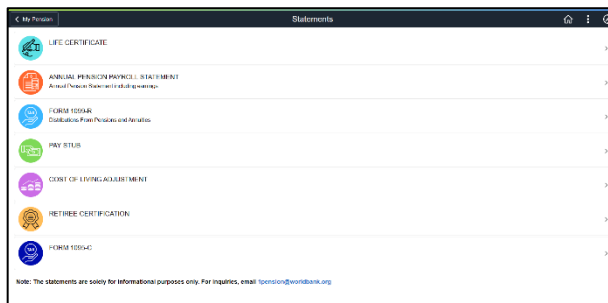 My Pension
Statements
LIFE CERTIFICATE
ANNUAL PENSION PAYROLL STATEMENT
Annual Pension Statement including earnings
FORM 1099-R
Distributions From Pensions and Annuities
PAY STUB
COST OF LIVING ADJUSTMENT
RETIREE CERTIFICATION
FORM 1095-C
Note: The statements are solely for informational purposes only. For inquiries, email 1pension@worldbank.org